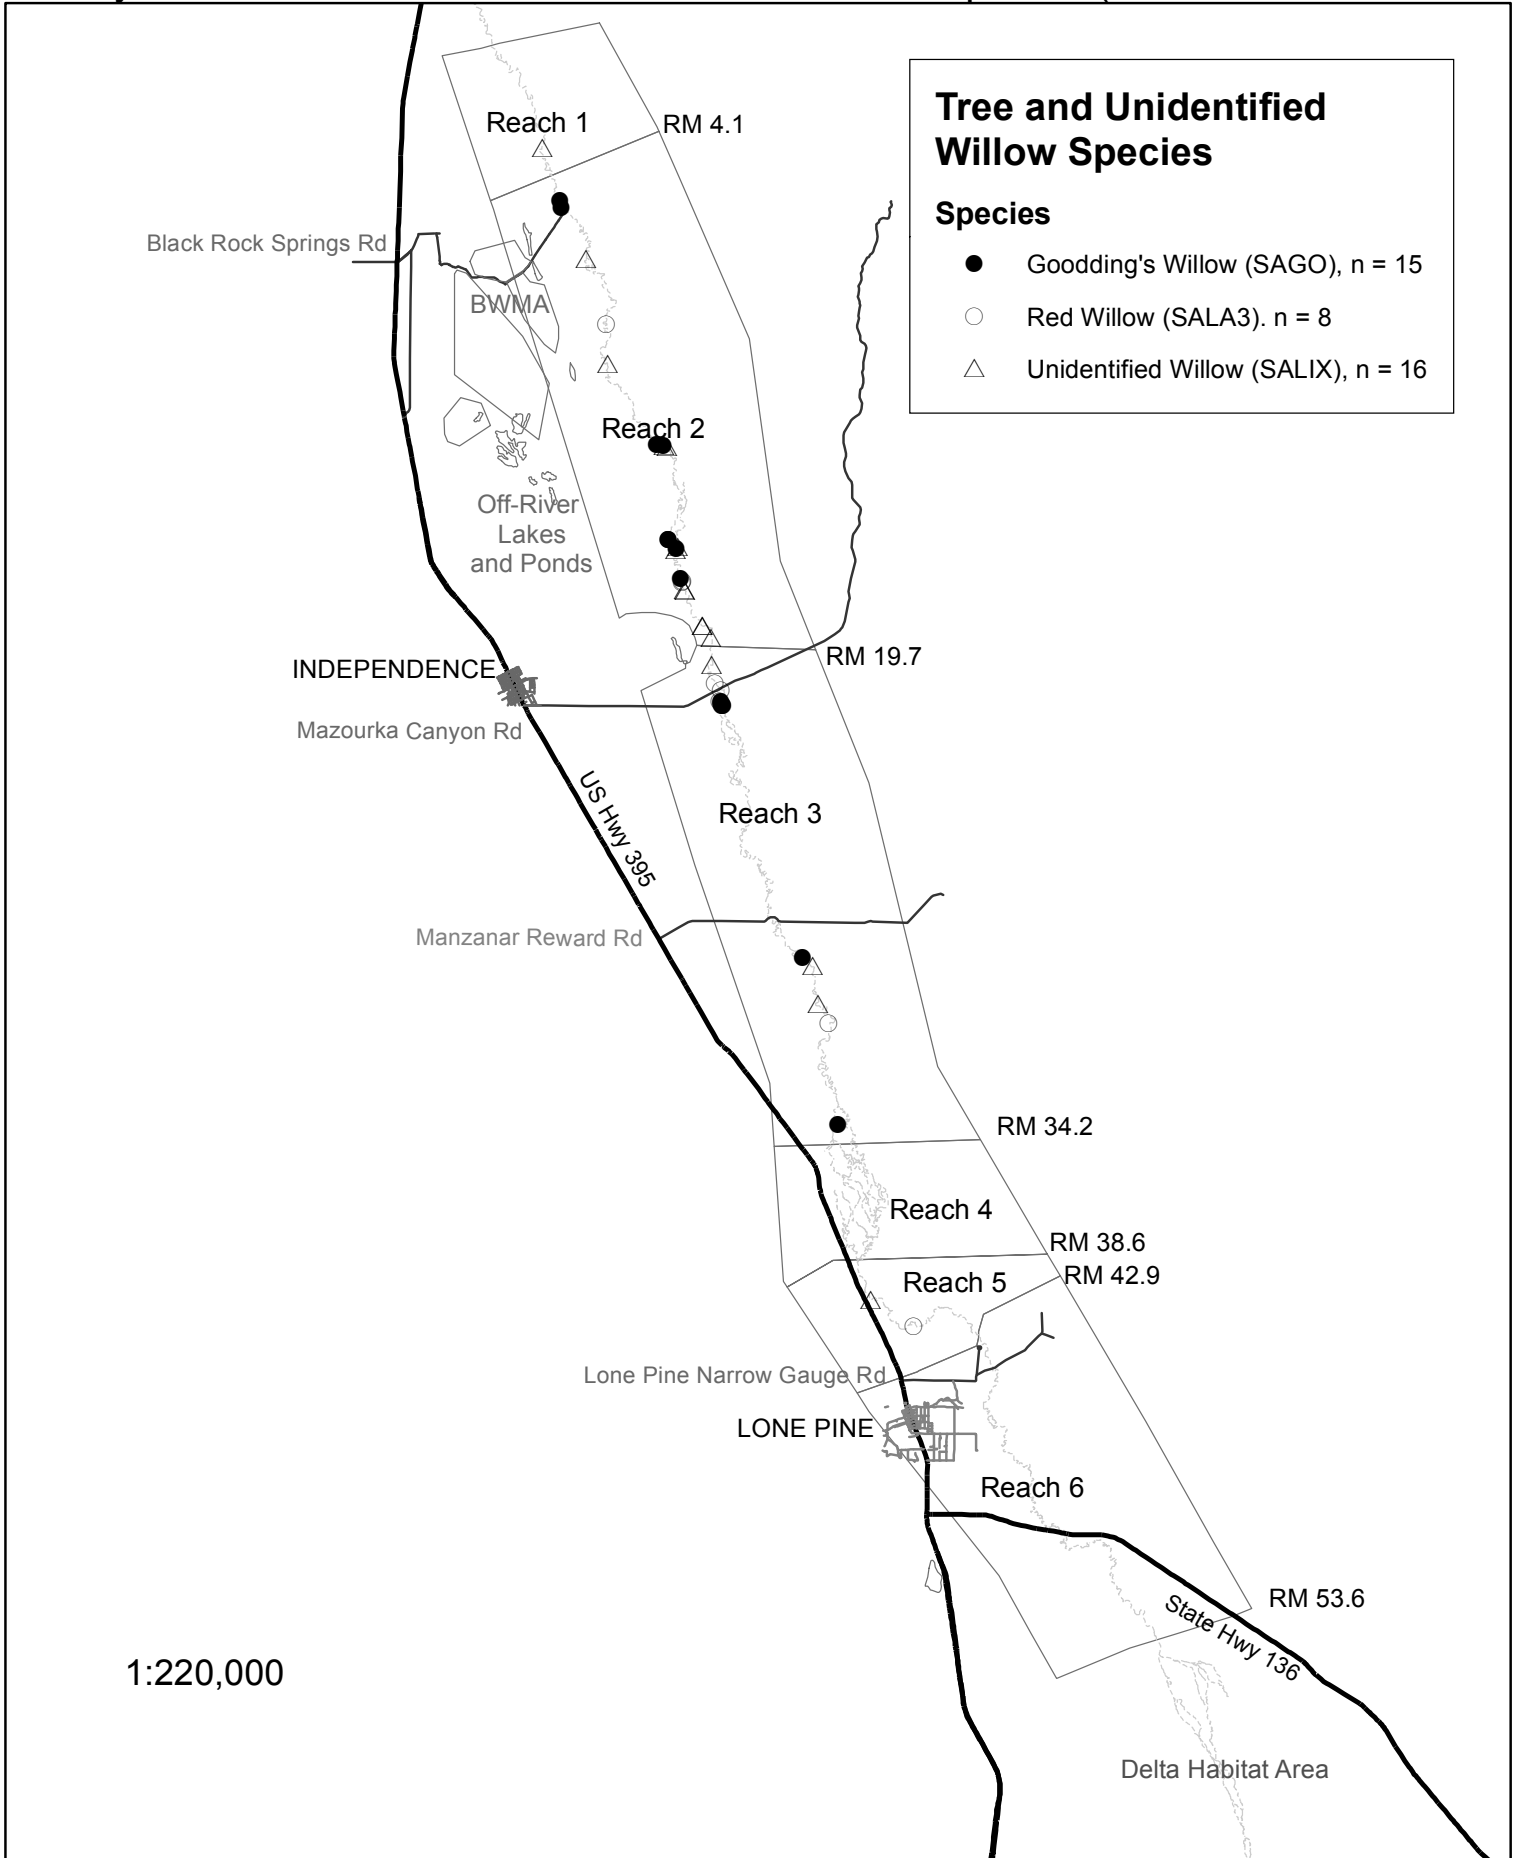 Reach 1
RM 4.1
Tree and Unidentified
Willow Species
Species
Goodding's Willow (SAGO), n = 15
Red Willow (SALA3). n = 8
Unidentified Willow (SALIX), n = 16
Black Rock Springs Rd
BWMA
Reach 2
Off-River
Lakes
and Ponds
RM 19.7
INDEPENDENCE
Mazourka Canyon Rd
US Hwy 395
Reach 3
Manzanar Reward Rd
RM 34.2
Reach 4
RM 38.6
RM 42.9
Reach 5
Lone Pine Narrow Gauge Rd
LONE PINE
Reach 6
RM 53.6
State Hwy 136
1:220,000
Delta Habitat Area